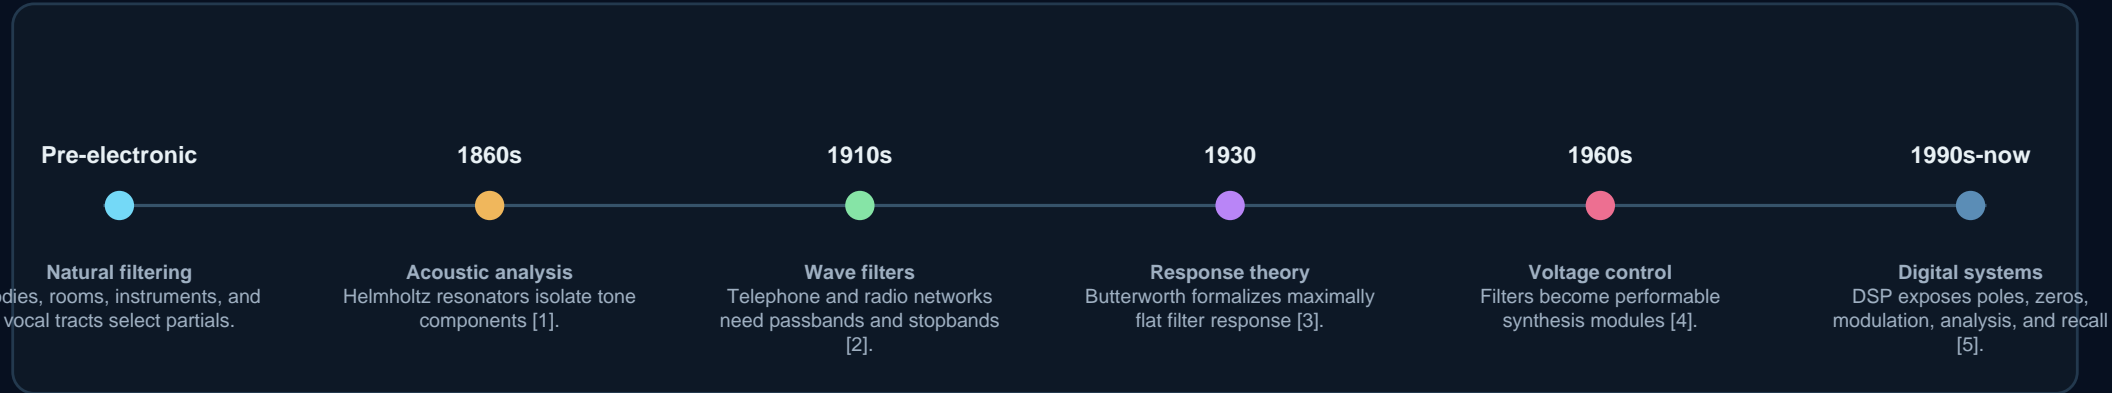 Pre-electronic
1860s
1910s
1930
1960s
1990s-now
Natural filtering
rooms, instruments, and
vocal tracts select partials.
Acoustic analysis
Helmholtz resonators isolate tone
components [1].
Wave filters
Telephone and radio networks
need passbands and stopbands
[2].
Response theory
Butterworth formalizes maximally
flat filter response [3].
Voltage control
Filters become performable
synthesis modules [4].
Digital systems
DSP exposes poles, zeros,
modulation, analysis, and recall
[5].